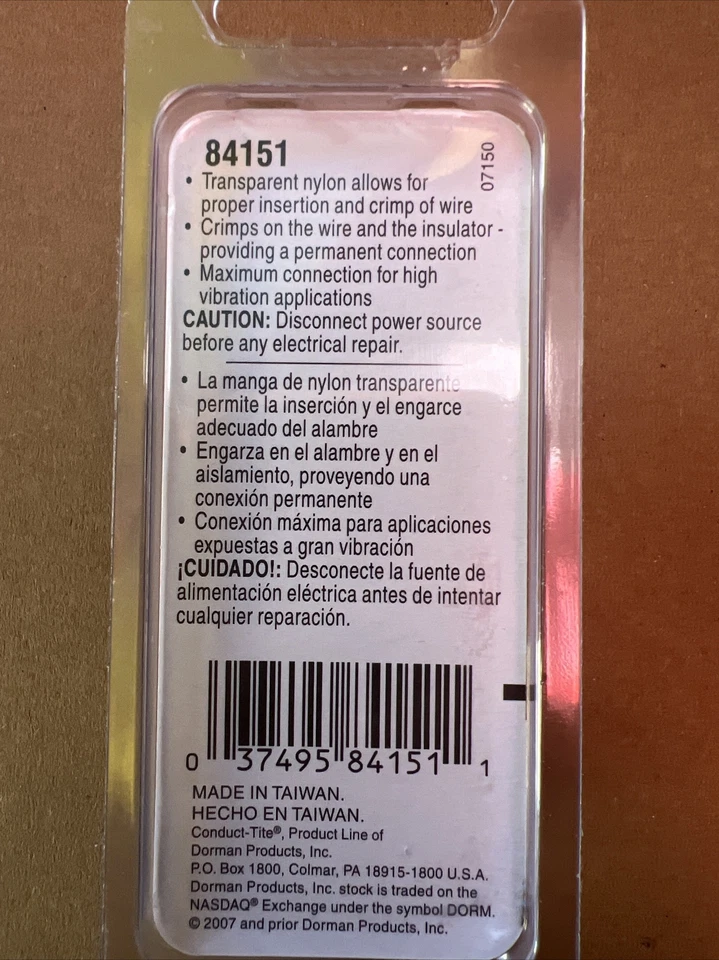 84151
07150
• Transparent nylon allows for
proper insertion and crimp of wire
• Crimps on the wire and the insulator -
providing a permanent connection
• Maximum connection for high
vibration applications
CAUTION: Disconnect power source
before any electrical repair.
• La manga de nylon transparente
permite la inserción y el engarce
adecuado del alambre
• Engarza en el alambre y en el
aislamiento, proveyendo una
conexión permanente
• Conexión máxima para aplicaciones
expuestas a gran vibración
¡CUIDADO!: Desconecte la fuente de
alimentación eléctrica antes de intentar
cualquier reparación.
0 37495 84151 1
MADE IN TAIWAN.
HECHO EN TAIWAN.
Conduct-Tite®, Product Line of
Dorman Products, Inc.
P.O. Box 1800, Colmar, PA 18915-1800 U.S.A.
Dorman Products, Inc. stock is traded on the
NASDAQ® Exchange under the symbol DORM.
© 2007 and prior Dorman Products, Inc.